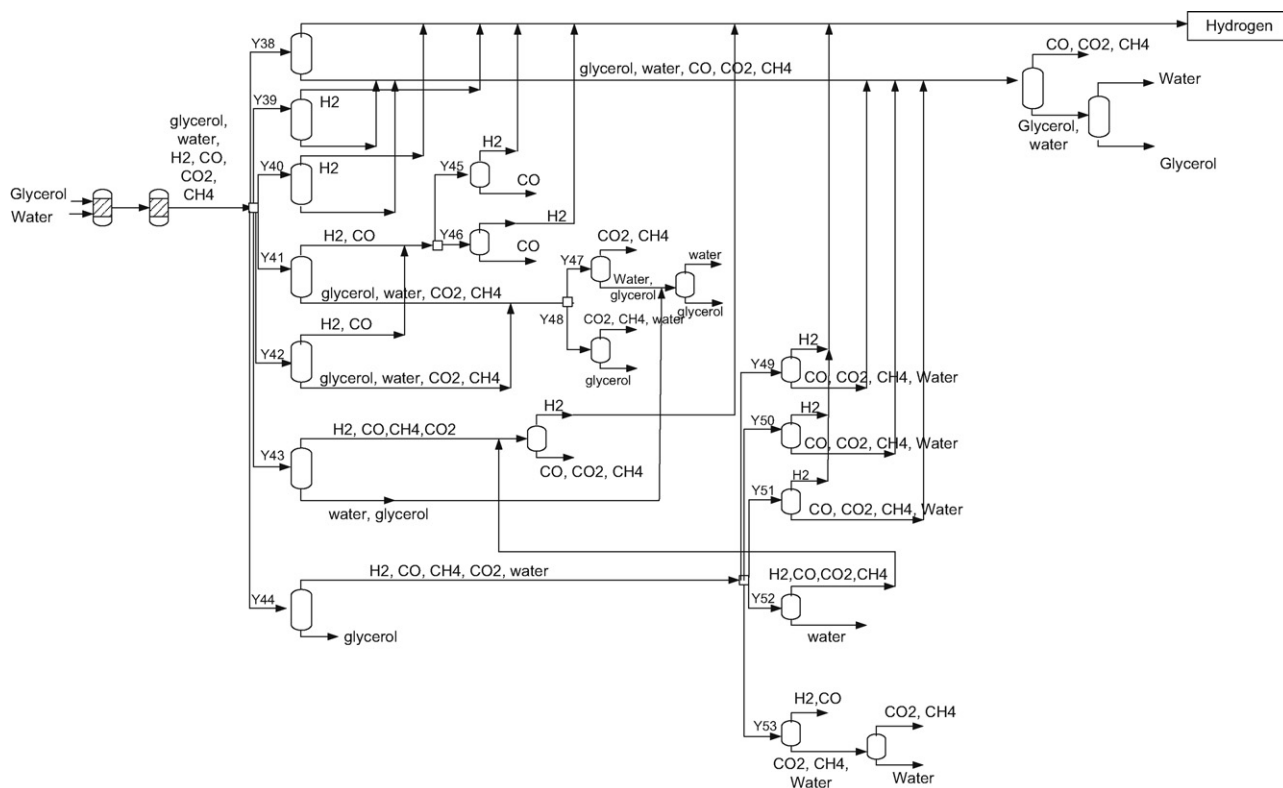 Hydrogen
Y38
CO, CO2, CH4
glycerol, water, CO, CO2, CH4
Water
Y39
H2
glycerol,
water,
H2, CO,
CO2,
CH4
Glycerol,
water
Glycerol
Y40
H2
Glycerol
Water
Y45
H2
CO
H2, CO
Y46
H2
CO
Y41
glycerol, water, CO2, CH4
CO2, CH4
Y47
Water,
glycerol
water
glycerol
Y48
CO2, CH4, water
glycerol
H2, CO
Y42
glycerol, water, CO2, CH4
H2
Y49
CO, CO2, CH4, Water
H2
Y50
CO, CO2, CH4, Water
H2
Y51
CO, CO2, CH4, Water
H2, CO,CH4,CO2
Y43
water, glycerol
H2
CO, CO2, CH4
H2, CO, CH4, CO2, water
Y44
glycerol
H2,CO,CO2,CH4
Y52
water
H2,CO
Y53
CO2, CH4,
Water
CO2, CH4
Water